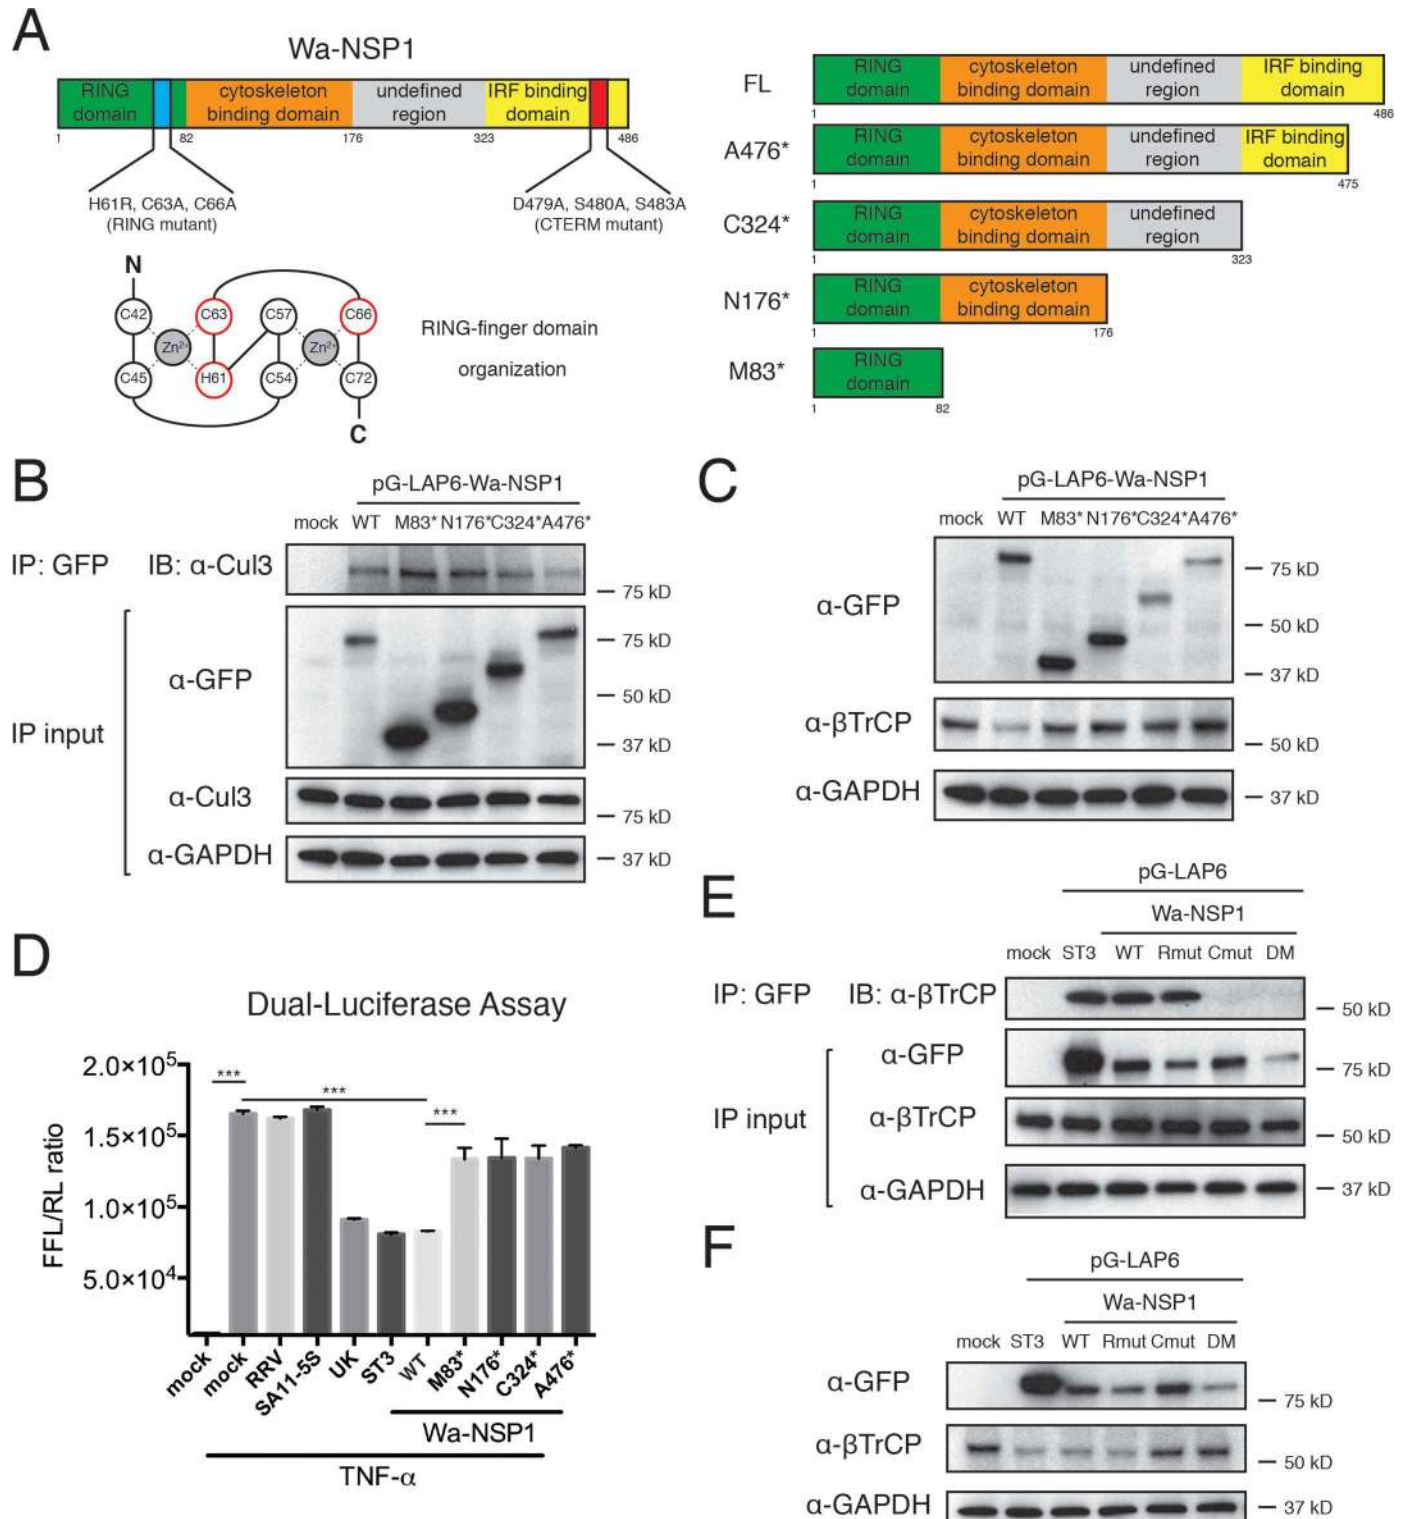 A
Wa-NSP1
RING domain
cytoskeleton binding domain
undefined region
IRF binding domain
1 82 176 323 486
H61R, C63A, C66A
(RING mutant)
D479A, S480A, S483A
(CTERM mutant)
N
C42 C63 C57 C66
Zn2+ Zn2+
C45 H61 C54 C72
C
RING-finger domain
organization
FL
RING domain
cytoskeleton binding domain
undefined region
IRF binding domain
1 486
A476*
RING domain
cytoskeleton binding domain
undefined region
IRF binding domain
1 475
C324*
RING domain
cytoskeleton binding domain
undefined region
1 323
N176*
RING domain
cytoskeleton binding domain
1 176
M83*
RING domain
1 82
B
pG-LAP6-Wa-NSP1
mock WT M83* N176* C324* A476*
IP: GFP IB: α-Cul3
75 kD
IP input
α-GFP
75 kD
50 kD
37 kD
α-Cul3
75 kD
α-GAPDH
37 kD
C
pG-LAP6-Wa-NSP1
mock WT M83* N176* C324* A476*
α-GFP
75 kD
50 kD
37 kD
α-βTrCP
50 kD
α-GAPDH
37 kD
D
Dual-Luciferase Assay
FFL/RL ratio
2.0×10⁵
1.5×10⁵
1.0×10⁵
5.0×10⁴
***
***
***
mock mock RRV SA11-5S UK ST3 WT M83* N176* C324* A476*
Wa-NSP1
TNF-α
E
pG-LAP6
Wa-NSP1
mock ST3 WT Rmut Cmut DM
IP: GFP IB: α-βTrCP
50 kD
IP input
α-GFP
75 kD
α-βTrCP
50 kD
α-GAPDH
37 kD
F
pG-LAP6
Wa-NSP1
mock ST3 WT Rmut Cmut DM
α-GFP
75 kD
α-βTrCP
50 kD
α-GAPDH
37 kD